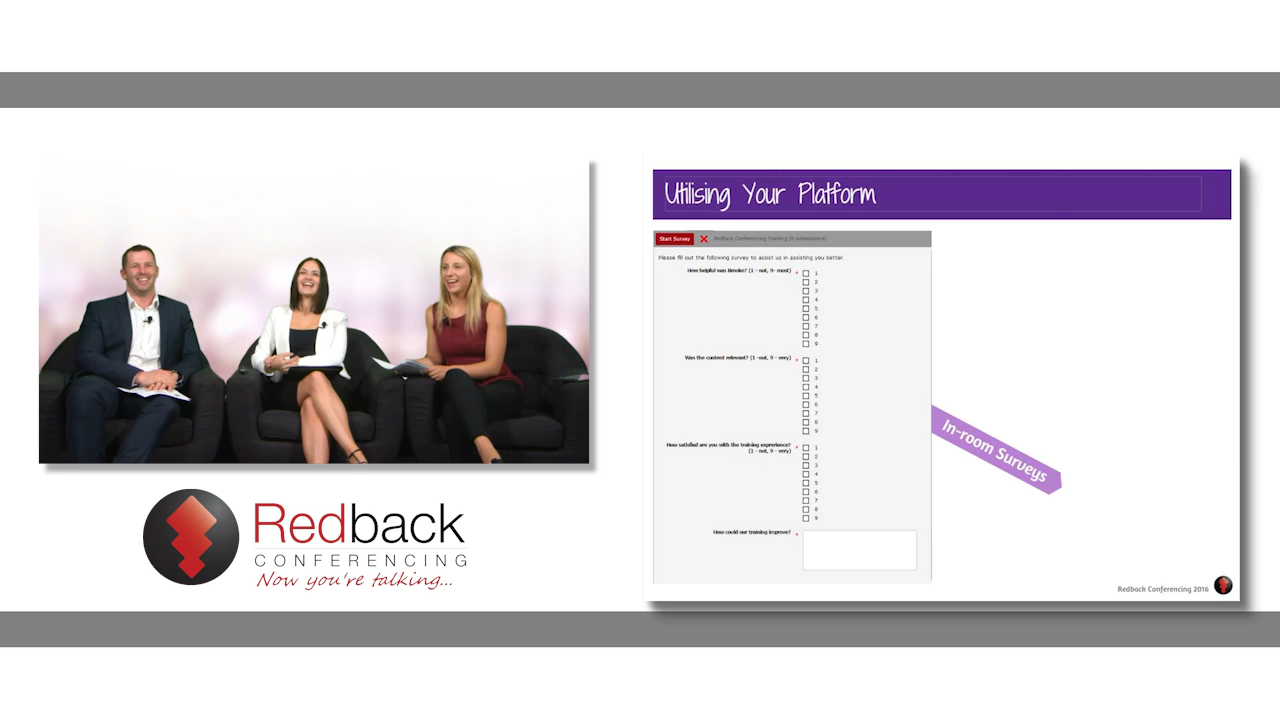 Redback
CONFERENCING
Now you're talking...
Utilising Your Platform
Start Survey
Redback Conferencing Training (0 submissions)
Please fill out the following survey to assist us in assisting you better.
How helpful was Brooke? (1 - not, 9- most) *
1
2
3
4
5
6
7
8
9
Was the content relevant? (1 -not, 9 - very) *
1
2
3
4
5
6
7
8
9
How satisfied are you with the training exprerience? *
(1 - not, 9 - very)
1
2
3
4
5
6
7
8
9
How could our training improve? *
In-room Surveys
Redback Conferencing 2016